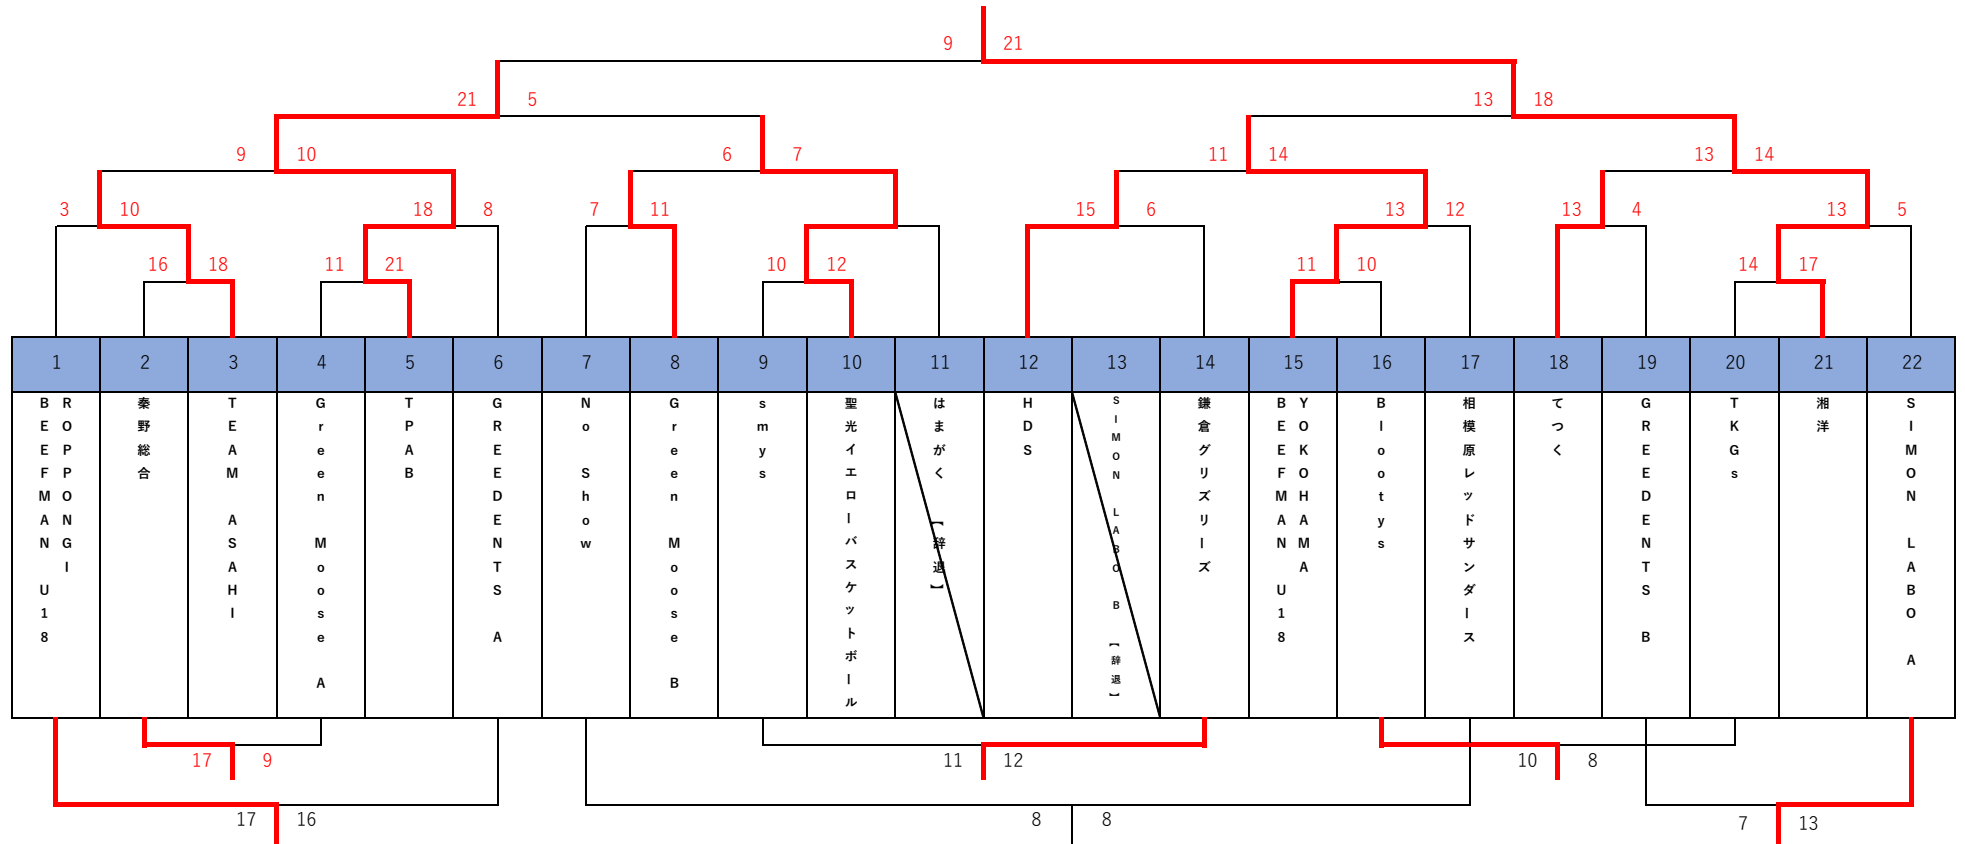 9 21
21 5 13 18
9 10 6 7 11 14 13 14
3 10 18 8 7 11 15 6 13 12 13 4 13 5
16 18 11 21 10 12 11 10 14 17
1 2 3 4 5 6 7 8 9 10 11 12 13 14 15 16 17 18 19 20 21 22
ROPPONGI
BEEFMAN U18
秦野総合
TEAM ASAHI
Green Moose A
TPAB
GREEDENTS A
No Show
Green Moose B
smys
聖光イエローバスケットボール
はまがく 【辞退】
HDS
SIMON LABO B 【辞退】
鎌倉グリズリーズ
YOKOHAMA
BEEFMAN U18
Blootys
相模原レッドサンダース
てつく
GREEDENTS B
TKGs
湘洋
SIMON LABO A
17 9 11 12 10 8
17 16 8 8 7 13